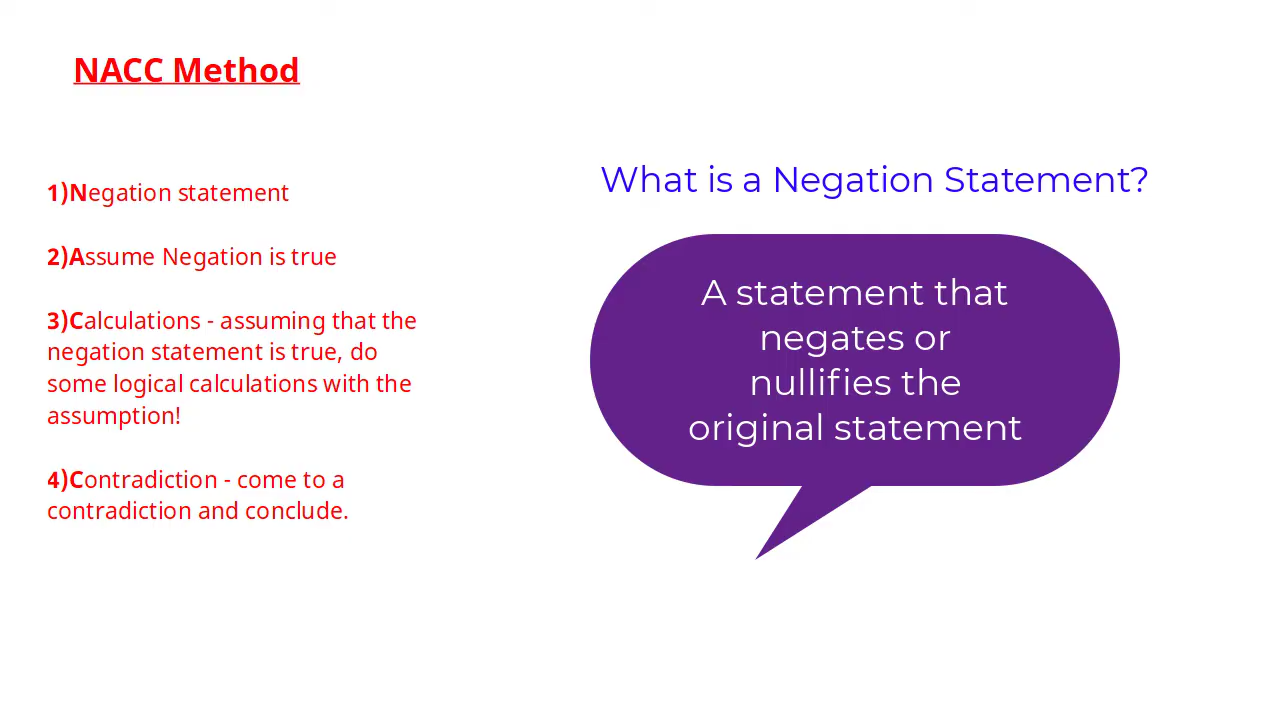 NACC Method
1)Negation statement
2)Assume Negation is true
3)Calculations - assuming that the
negation statement is true, do
some logical calculations with the
assumption!
4)Contradiction - come to a
contradiction and conclude.
What is a Negation Statement?
A statement that
negates or
nullifies the
original statement